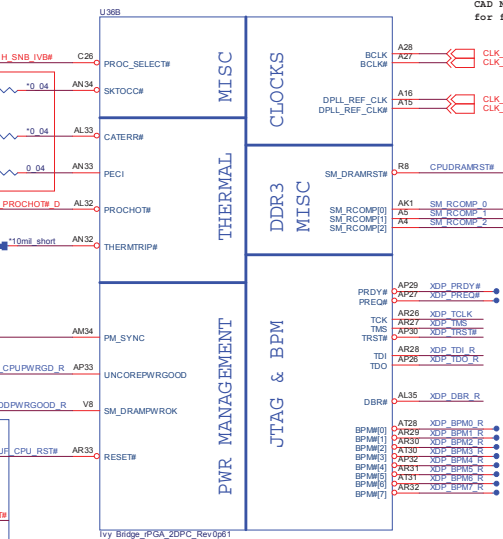 CAD N
for f
U36B
H_SNB_IVB# C26 PROC_SELECT#
*0_04 AN34 SKTOCC#
*0_04 AL33 CATERR#
0_04 AN33 PECI
PROCHOT#_D AL32 PROCHOT#
*10mil_short AN32 THERMTRIP#
AM34 PM_SYNC
CPUPWRGD_R AP33 UNCOREPWRGOOD
DDPWRGOOD_R V8 SM_DRAMPWROK
UF_CPU_RST# AR33 RESET#
T#
MISC
THERMAL
PWR MANAGEMENT
CLOCKS
DDR3
MISC
JTAG & BPM
BCLK A28 CLK_
BCLK# A27 CLK_
DPLL_REF_CLK A16 CLK_
DPLL_REF_CLK# A15 CLK_
SM_DRAMRST# R8 CPUDRAMRST#
SM_RCOMP[0] AK1 SM_RCOMP_0
SM_RCOMP[1] A5 SM_RCOMP_1
SM_RCOMP[2] A4 SM_RCOMP_2
PRDY# AP29 XDP_PRDY#
PREQ# AP27 XDP_PREQ#
TCK AR26 XDP_TCLK
TMS AR27 XDP_TMS
TRST# AP30 XDP_TRST#
TDI AR28 XDP_TDI_R
TDO AP26 XDP_TDO_R
DBR# AL35 XDP_DBR_R
BPM#[0] AT28 XDP_BPM0_R
BPM#[1] AR29 XDP_BPM1_R
BPM#[2] AR30 XDP_BPM2_R
BPM#[3] AT30 XDP_BPM3_R
BPM#[4] AP32 XDP_BPM4_R
BPM#[5] AR31 XDP_BPM5_R
BPM#[6] AT31 XDP_BPM6_R
BPM#[7] AR32 XDP_BPM7_R
Ivy Bridge_rPGA_2DPC_Rev0p61